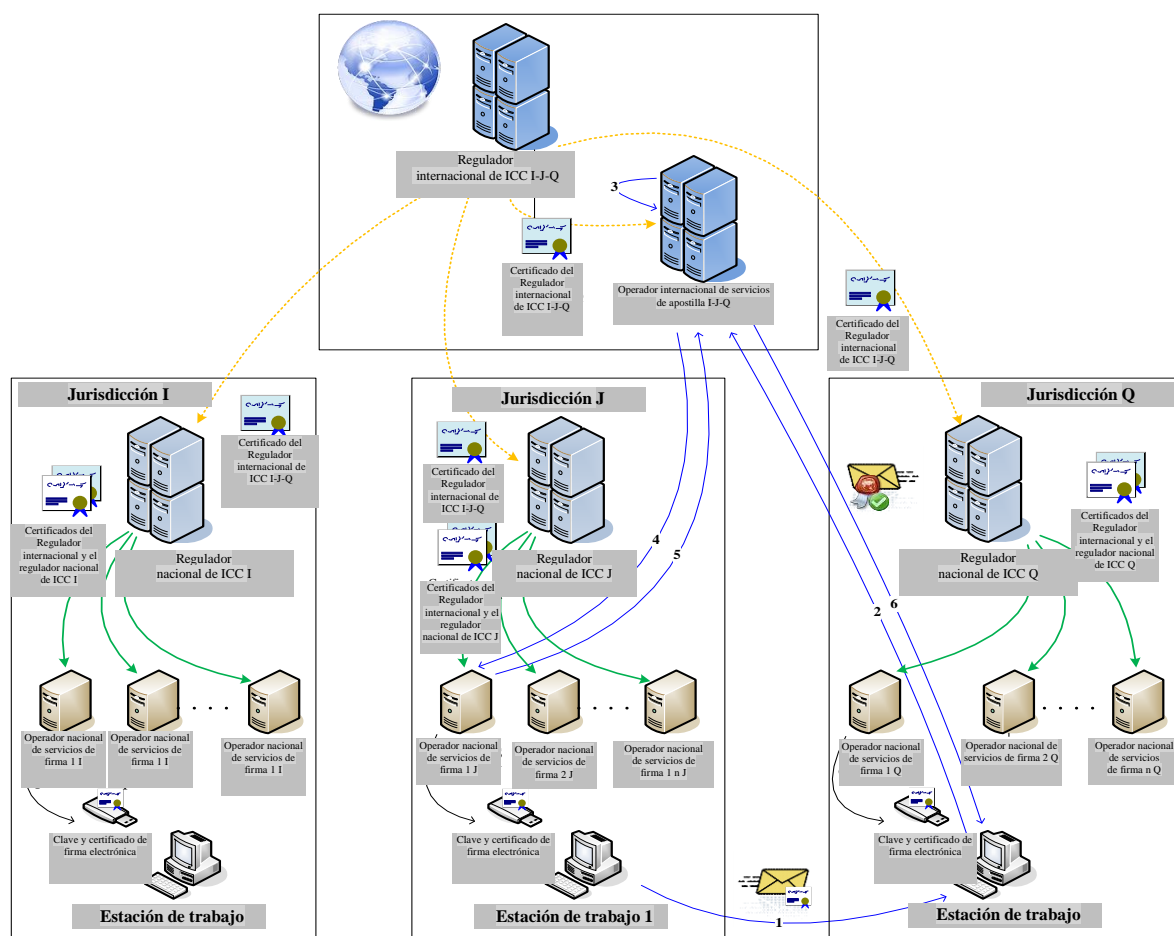 Regulador
internacional de ICC I-J-Q
3
Certificado del
Regulador
internacional
de ICC I-J-Q
Operador internacional de servicios
de apostilla I-J-Q
Certificado del
Regulador
internacional
de ICC I-J-Q
Jurisdicción I
Certificado del
Regulador
internacional de
ICC I-J-Q
Certificados del
Regulador
internacional y el
regulador nacional
de ICC I
Regulador
nacional de ICC I
Operador nacional
de servicios de
firma 1 I
Operador nacional
de servicios de
firma 1 I
. . . .
Operador nacional
de servicios de
firma 1 I
Clave y certificado de
firma electrónica
Estación de trabajo
Jurisdicción J
Certificado del
Regulador
internacional de
ICC I-J-Q
Certificados del
Regulador
internacional y el
regulador
nacional de ICC J
Regulador
nacional de ICC J
4
5
Operador nacional
de servicios de
firma 1 J
Operador nacional
de servicios de
firma 2 J
. . . .
Operador nacional
de servicios de
firma 1 n J
Clave y certificado de
firma electrónica
Estación de trabajo 1
1
Jurisdicción Q
Certificados del
Regulador
internacional y el
regulador nacional
de ICC Q
Regulador
nacional de ICC Q
2
6
Operador nacional
de servicios de
firma 1 Q
Operador nacional de
servicios de firma 2 Q
. . . .
Operador nacional
de servicios
de firma n Q
Clave y certificado de
firma electrónica
Estación de trabajo